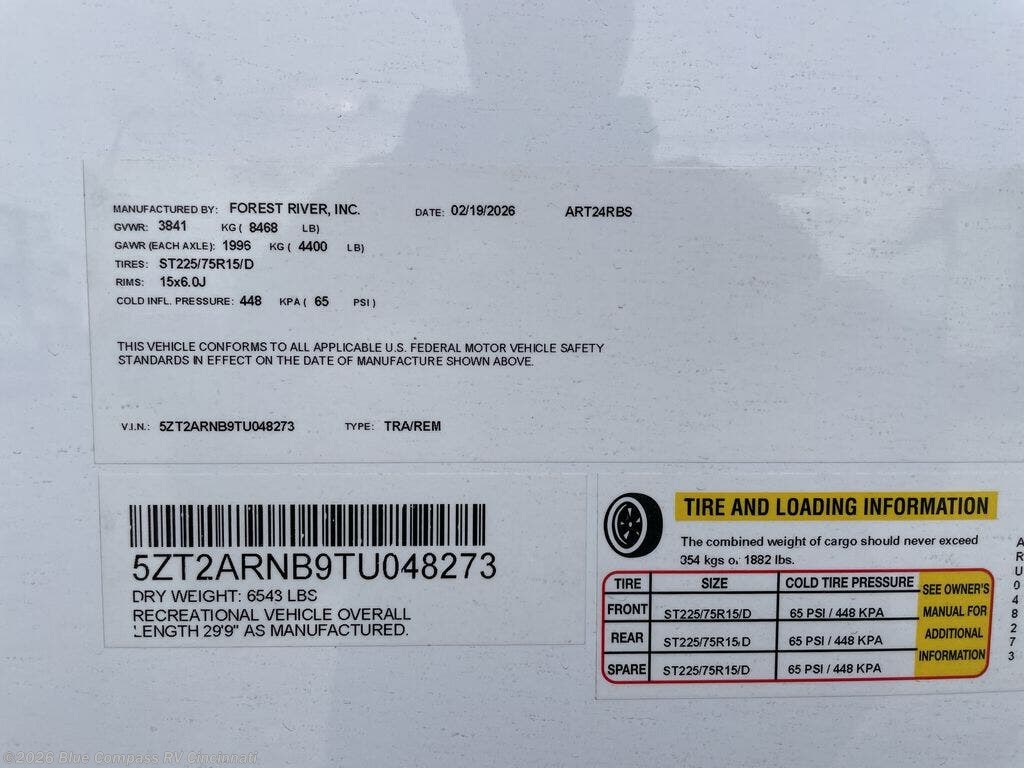 MANUFACTURED BY: FOREST RIVER, INC. DATE: 02/19/2026 ART24RBS
GVWR: 3841 KG ( 8468 LB)
GAWR (EACH AXLE): 1996 KG ( 4400 LB)
TIRES: ST225/75R15/D
RIMS: 15x6.0J
COLD INFL. PRESSURE: 448 KPA ( 65 PSI )
THIS VEHICLE CONFORMS TO ALL APPLICABLE U.S. FEDERAL MOTOR VEHICLE SAFETY
STANDARDS IN EFFECT ON THE DATE OF MANUFACTURE SHOWN ABOVE.
V.I.N.: 5ZT2ARNB9TU048273 TYPE: TRA/REM
5ZT2ARNB9TU048273
DRY WEIGHT: 6543 LBS
RECREATIONAL VEHICLE OVERALL
LENGTH 29'9" AS MANUFACTURED.
TIRE AND LOADING INFORMATION
The combined weight of cargo should never exceed
354 kgs or 1882 lbs.
TIRE SIZE COLD TIRE PRESSURE
FRONT ST225/75R15/D 65 PSI / 448 KPA
REAR ST225/75R15/D 65 PSI / 448 KPA
SPARE ST225/75R15/D 65 PSI / 448 KPA
SEE OWNER'S
MANUAL FOR
ADDITIONAL
INFORMATION
ARU048273
©2026 Blue Compass RV Cincinnati